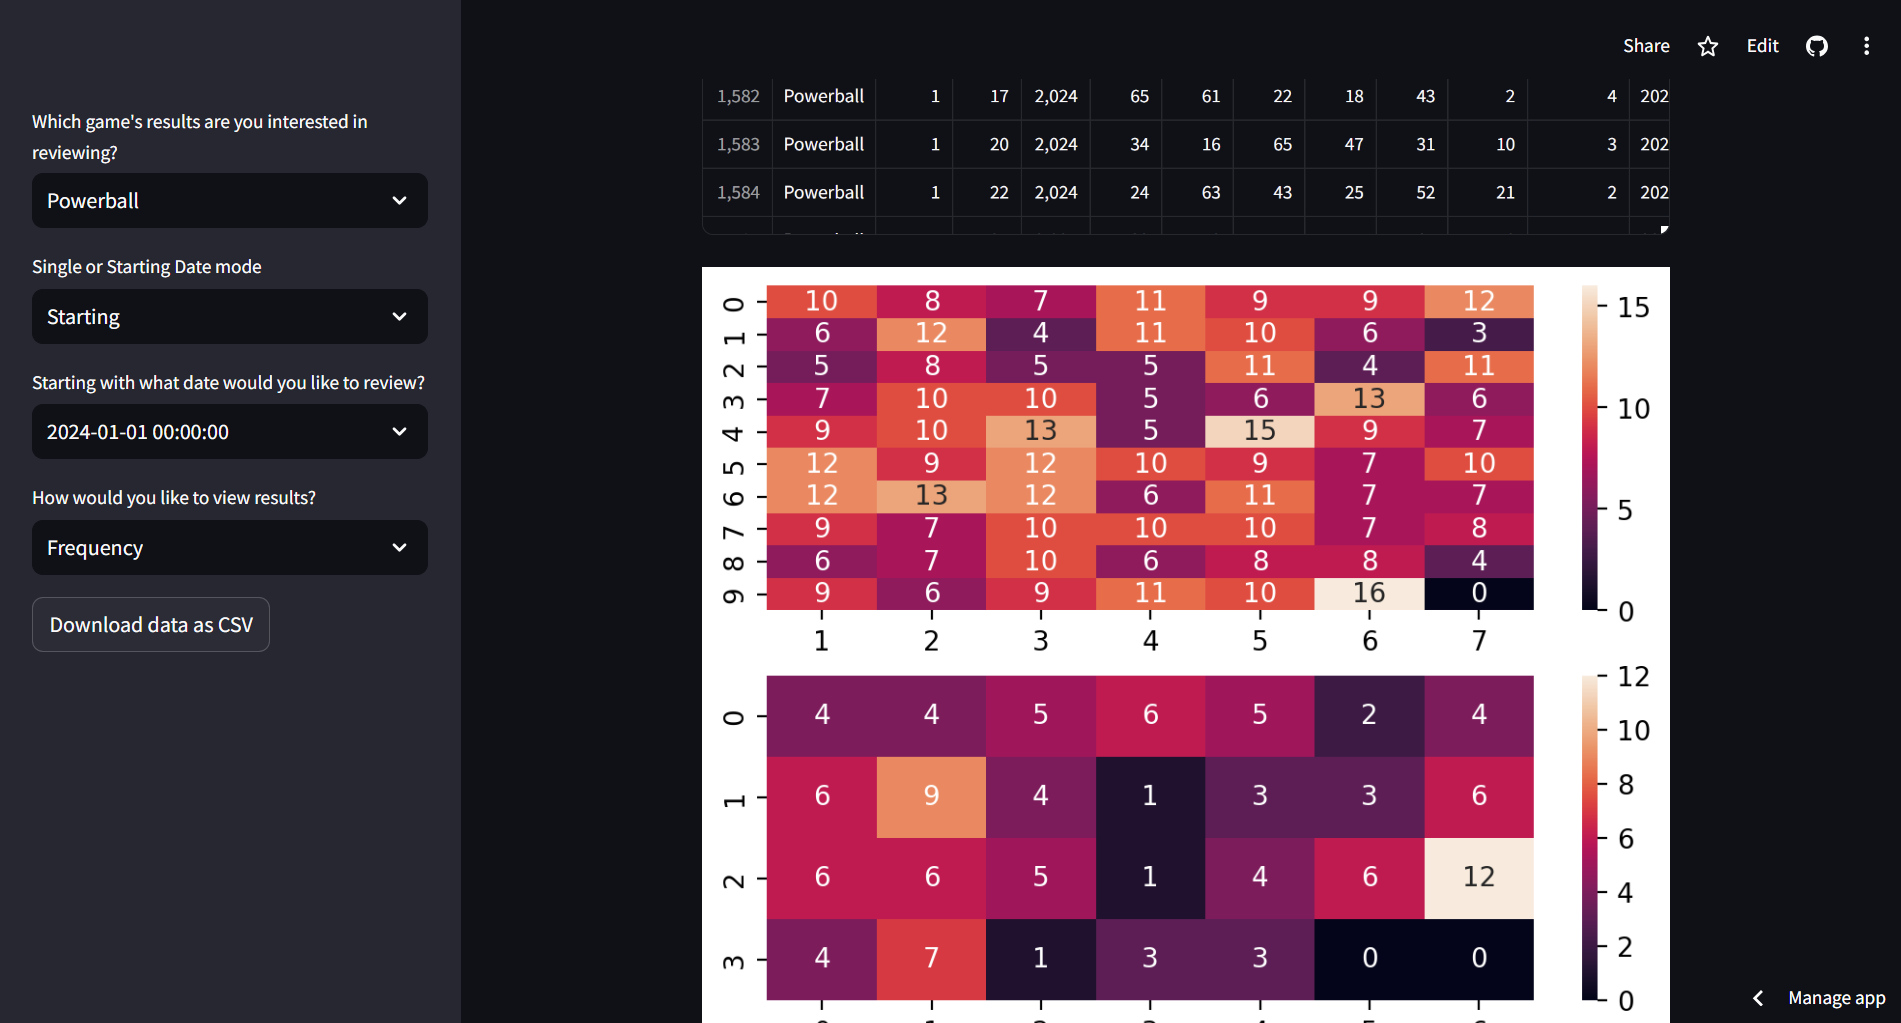 Share Edit
Which game's results are you interested in
reviewing?
Powerball
Single or Starting Date mode
Starting
Starting with what date would you like to review?
2024-01-01 00:00:00
How would you like to view results?
Frequency
Download data as CSV
1,582 Powerball 1 17 2,024 65 61 22 18 43 2 4 202
1,583 Powerball 1 20 2,024 34 16 65 47 31 10 3 202
1,584 Powerball 1 22 2,024 24 63 43 25 52 21 2 202
0 10 8 7 11 9 9 12
1 6 12 4 11 10 6 3
2 5 8 5 5 11 4 11
3 7 10 10 5 6 13 6
4 9 10 13 5 15 9 7
5 12 9 12 10 9 7 10
6 12 13 12 6 11 7 7
7 9 7 10 10 10 7 8
8 6 7 10 6 8 8 4
9 9 6 9 11 10 16 0
1 2 3 4 5 6 7
15
10
5
0
0 4 4 5 6 5 2 4
1 6 9 4 1 3 3 6
2 6 6 5 1 4 6 12
3 4 7 1 3 3 0 0
12
10
8
6
4
2
0
Manage app